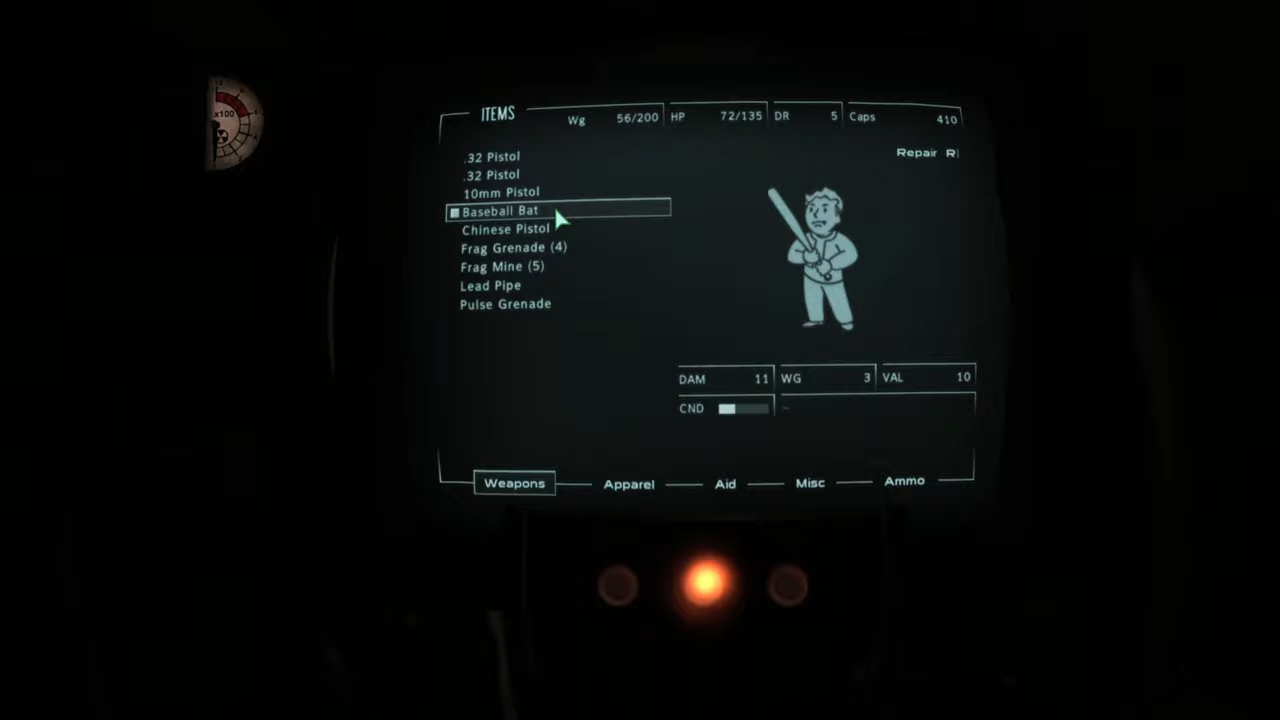 ITEMS Wg 56/200 HP 72/135 DR 5 Caps 410
Repair R)
.32 Pistol
.32 Pistol
10mm Pistol
Baseball Bat
Chinese Pistol
Frag Grenade (4)
Frag Mine (5)
Lead Pipe
Pulse Grenade
DAM 11 WG 3 VAL 10
CND --
Weapons Apparel Aid Misc Ammo
x100